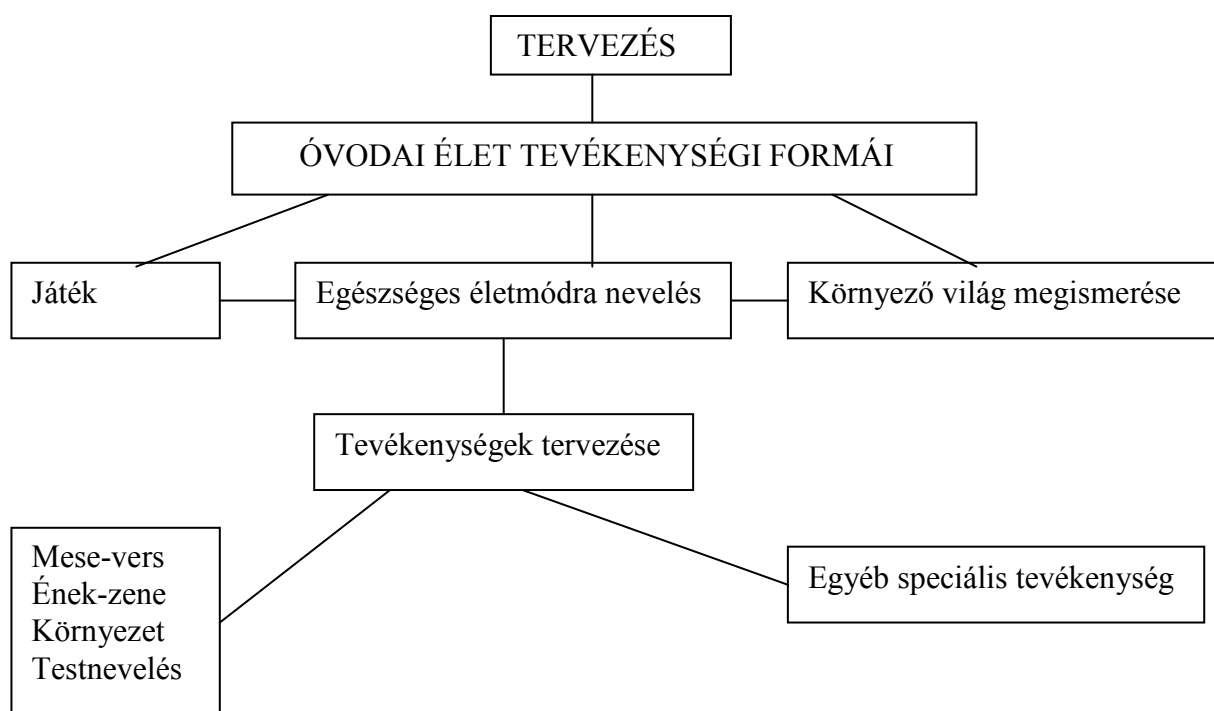 TERVEZÉS
ÓVODAI ÉLET TEVÉKENYSÉGI FORMÁI
Játék
Egészséges életmódra nevelés
Környező világ megismerése
Tevékenységek tervezése
Mese-vers
Ének-zene
Környezet
Testnevelés
Egyéb speciális tevékenység